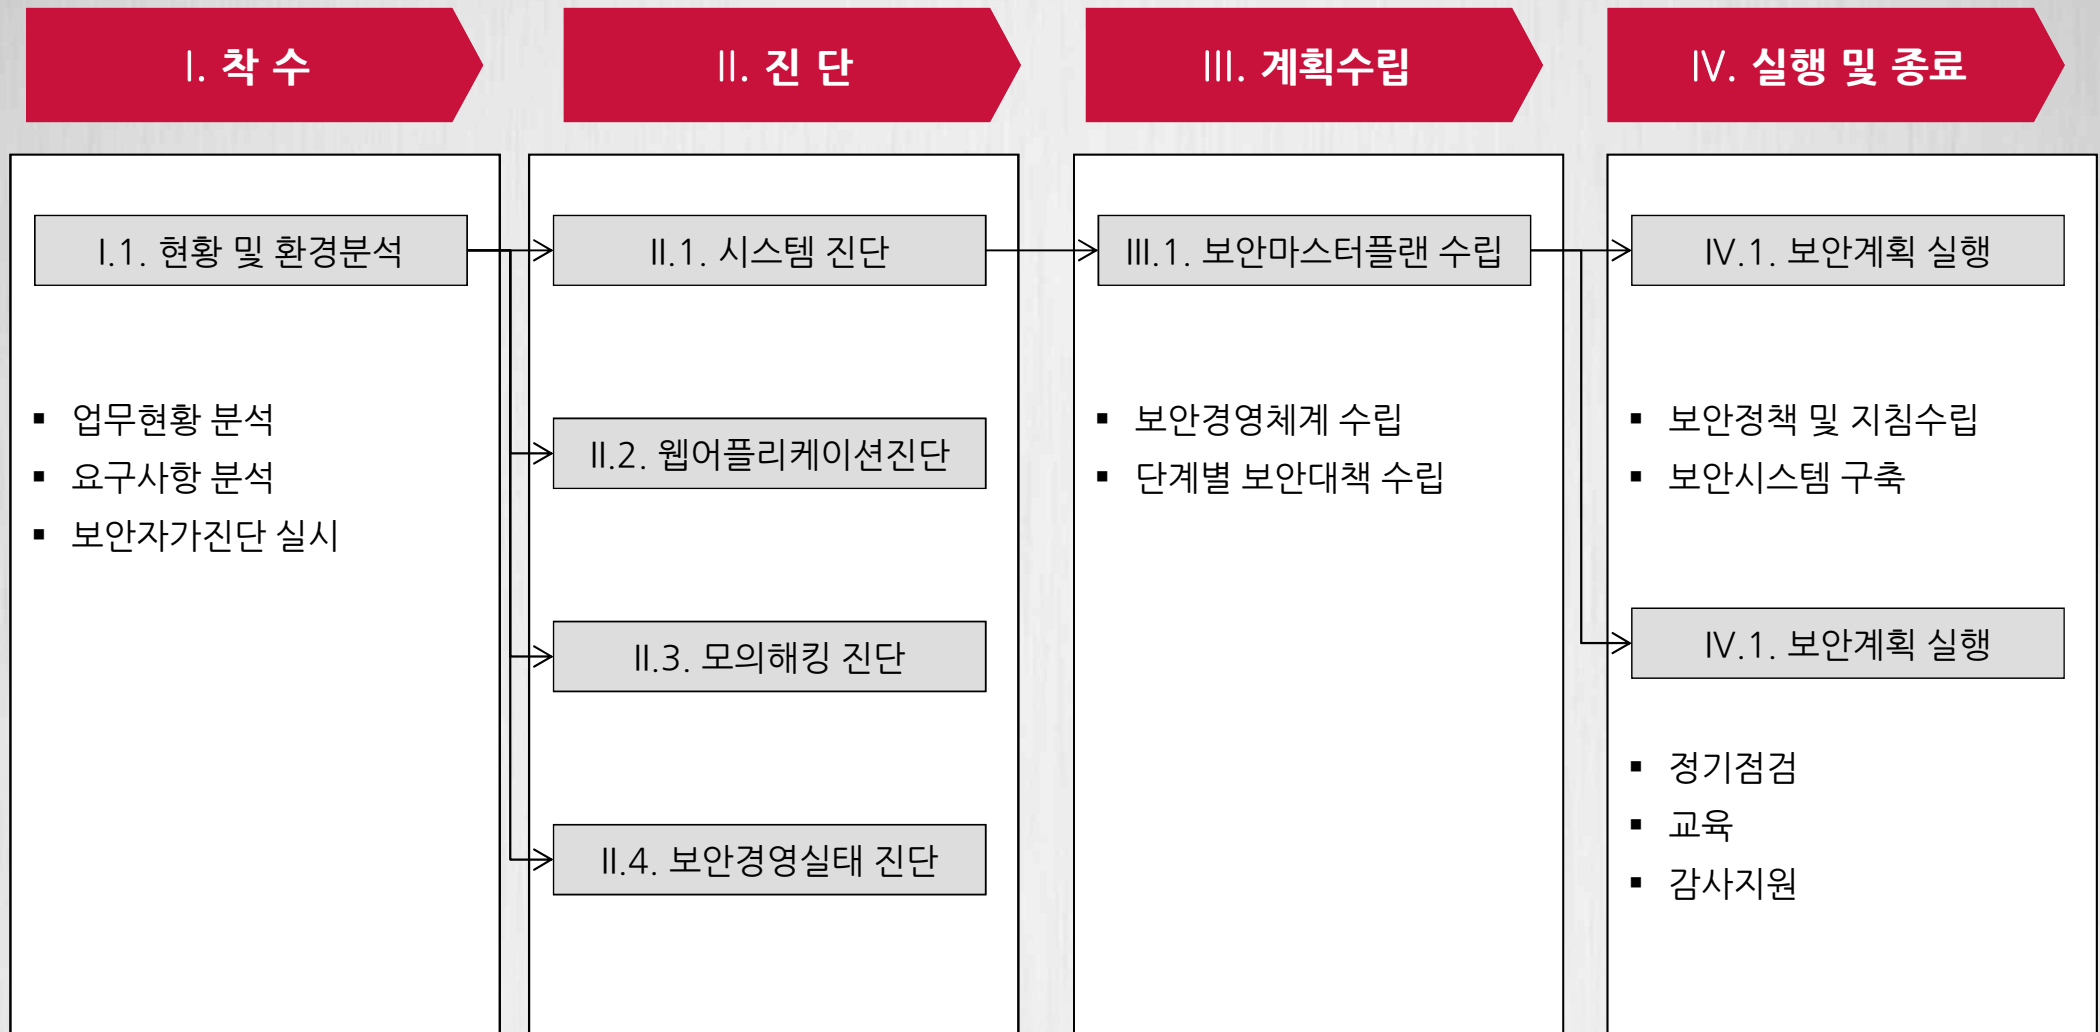 I. 착 수
II. 진 단
III. 계획수립
IV. 실행 및 종료
I.1. 현황 및 환경분석
▪ 업무현황 분석
▪ 요구사항 분석
▪ 보안자가진단 실시
II.1. 시스템 진단
II.2. 웹어플리케이션진단
II.3. 모의해킹 진단
II.4. 보안경영실태 진단
III.1. 보안마스터플랜 수립
▪ 보안경영체계 수립
▪ 단계별 보안대책 수립
IV.1. 보안계획 실행
▪ 보안정책 및 지침수립
▪ 보안시스템 구축
IV.1. 보안계획 실행
▪ 정기점검
▪ 교육
▪ 감사지원